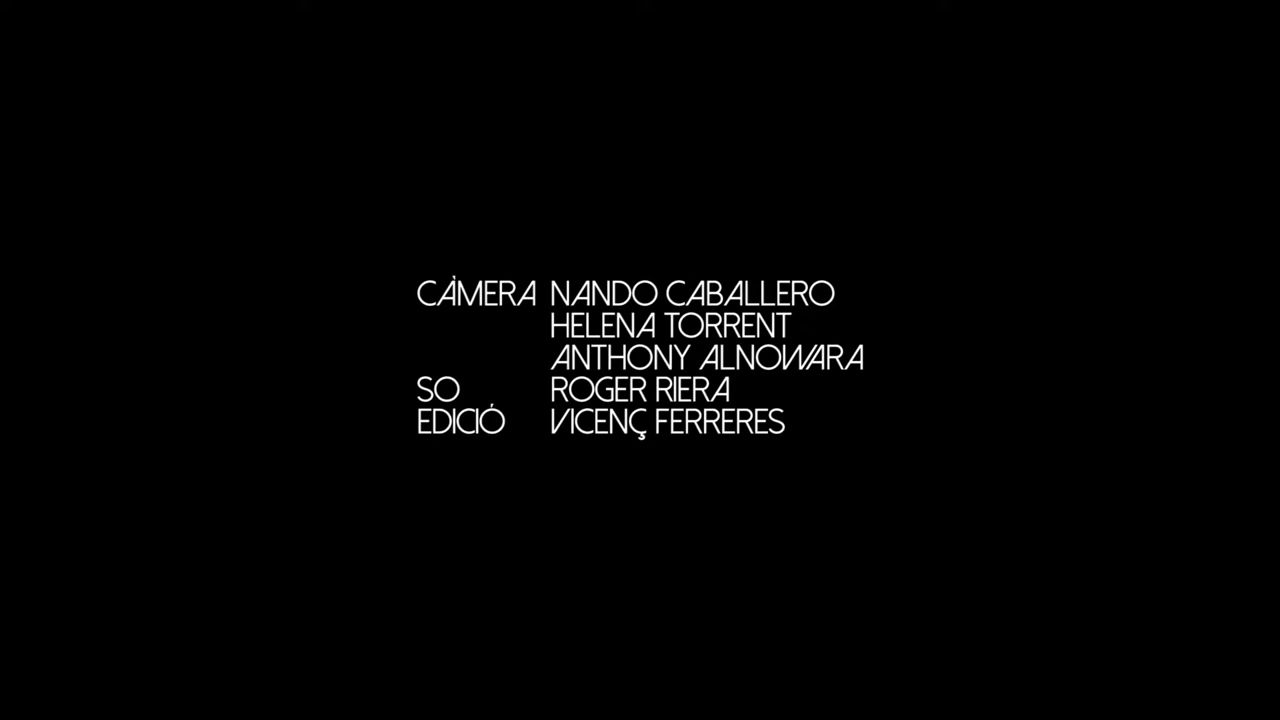 CÀMERA NANDO CABALLERO
HELENA TORRENT
ANTHONY ALNOWARA
SO ROGER RIERA
EDICIÓ VICENÇ FERRERES